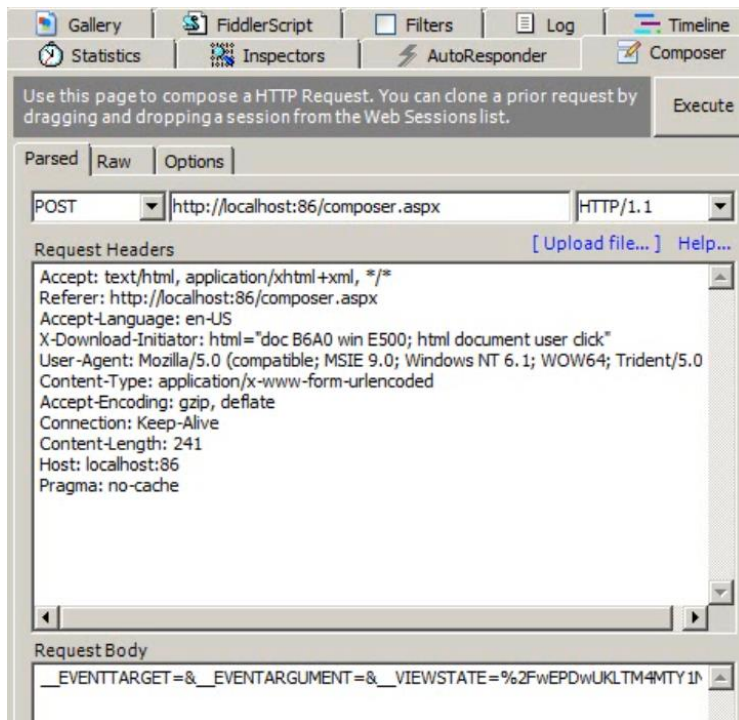 Gallery FiddlerScript Filters Log Timeline
Statistics Inspectors AutoResponder Composer
Use this page to compose a HTTP Request. You can clone a prior request by
dragging and dropping a session from the Web Sessions list.
Execute
Parsed Raw Options
POST http://localhost:86/composer.aspx HTTP/1.1
Request Headers [ Upload file... ] Help...
Accept: text/html, application/xhtml+xml, */*
Referer: http://localhost:86/composer.aspx
Accept-Language: en-US
X-Download-Initiator: html="doc B6A0 win E500; html document user click"
User-Agent: Mozilla/5.0 (compatible; MSIE 9.0; Windows NT 6.1; WOW64; Trident/5.0
Content-Type: application/x-www-form-urlencoded
Accept-Encoding: gzip, deflate
Connection: Keep-Alive
Content-Length: 241
Host: localhost:86
Pragma: no-cache
Request Body
__EVENTTARGET=&__EVENTARGUMENT=&__VIEWSTATE=%2FwEPDwUKLTM4MTY1N